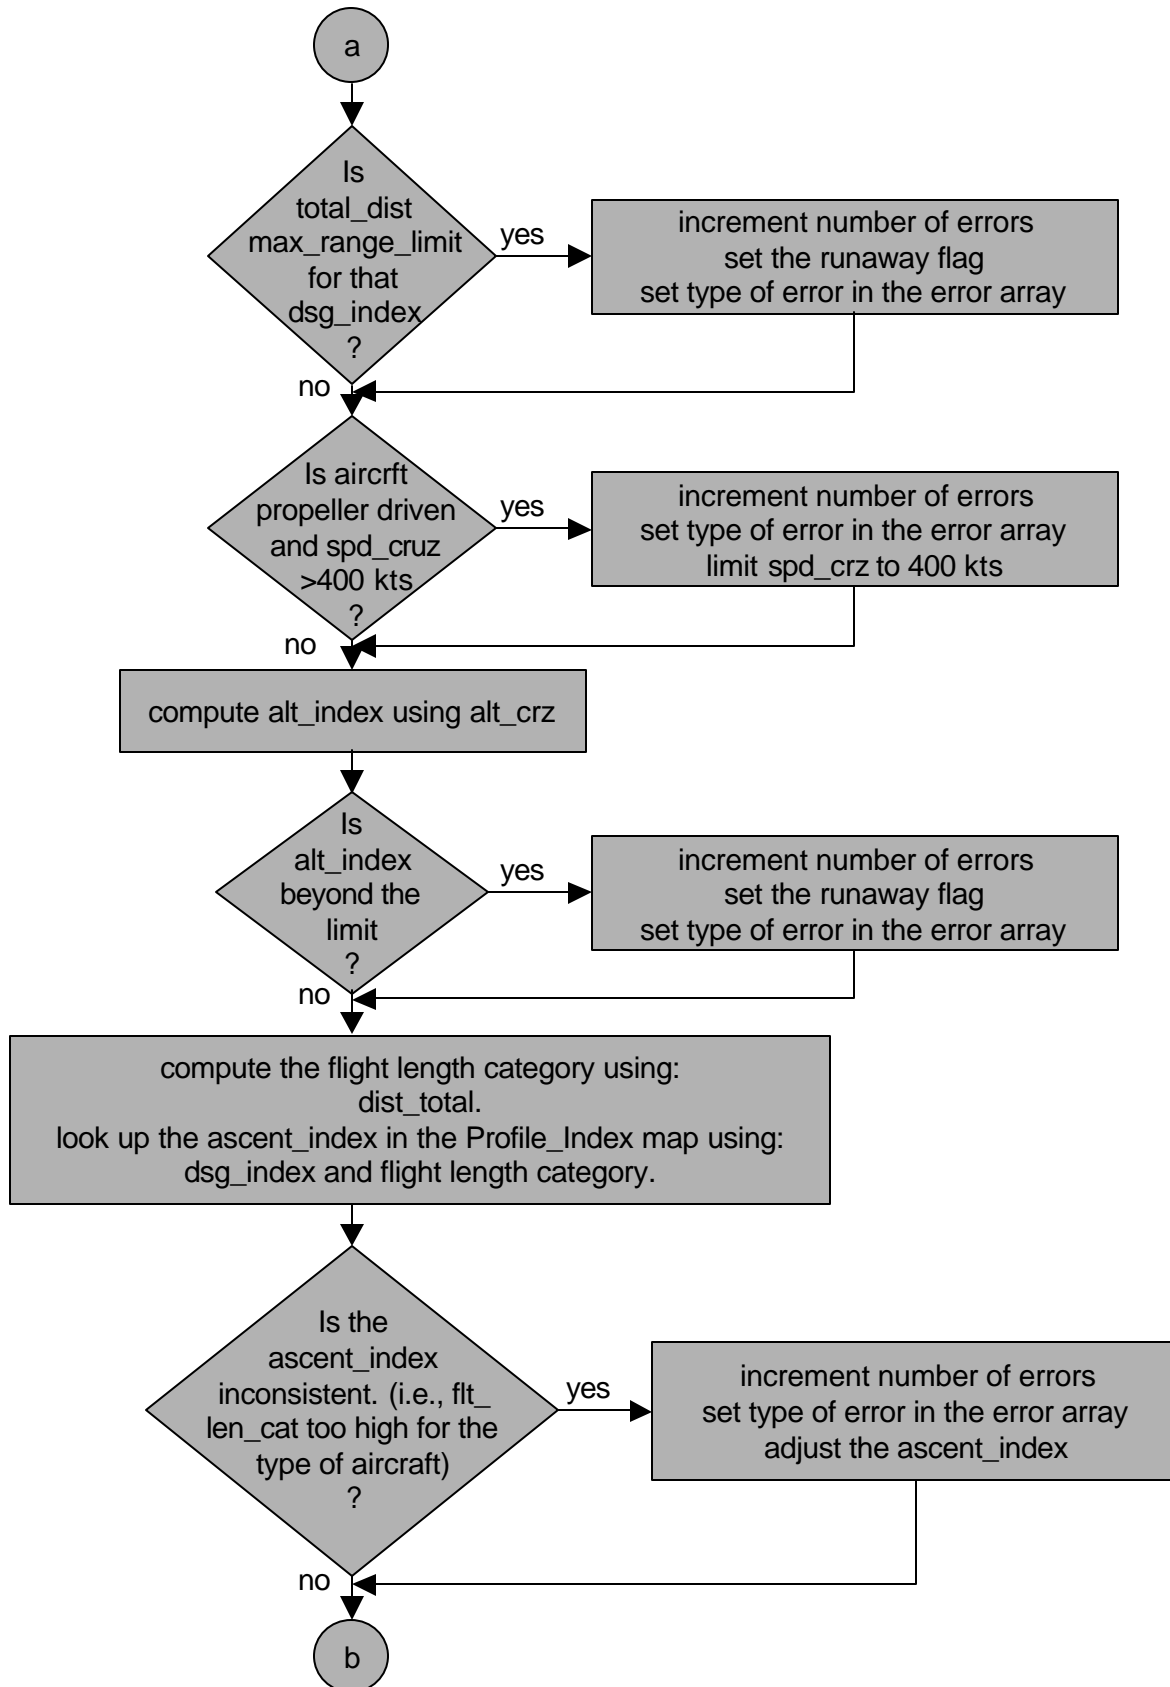 a
Is
total_dist
max_range_limit
for that
dsg_index
?
yes
increment number of errors
set the runaway flag
set type of error in the error array
no
Is aircrft
propeller driven
and spd_cruz
>400 kts
?
yes
increment number of errors
set type of error in the error array
limit spd_crz to 400 kts
no
compute alt_index using alt_crz
Is
alt_index
beyond the
limit
?
yes
increment number of errors
set the runaway flag
set type of error in the error array
no
compute the flight length category using:
dist_total.
look up the ascent_index in the Profile_Index map using:
dsg_index and flight length category.
Is the
ascent_index
inconsistent. (i.e., flt_
len_cat too high for the
type of aircraft)
?
yes
increment number of errors
set type of error in the error array
adjust the ascent_index
no
b